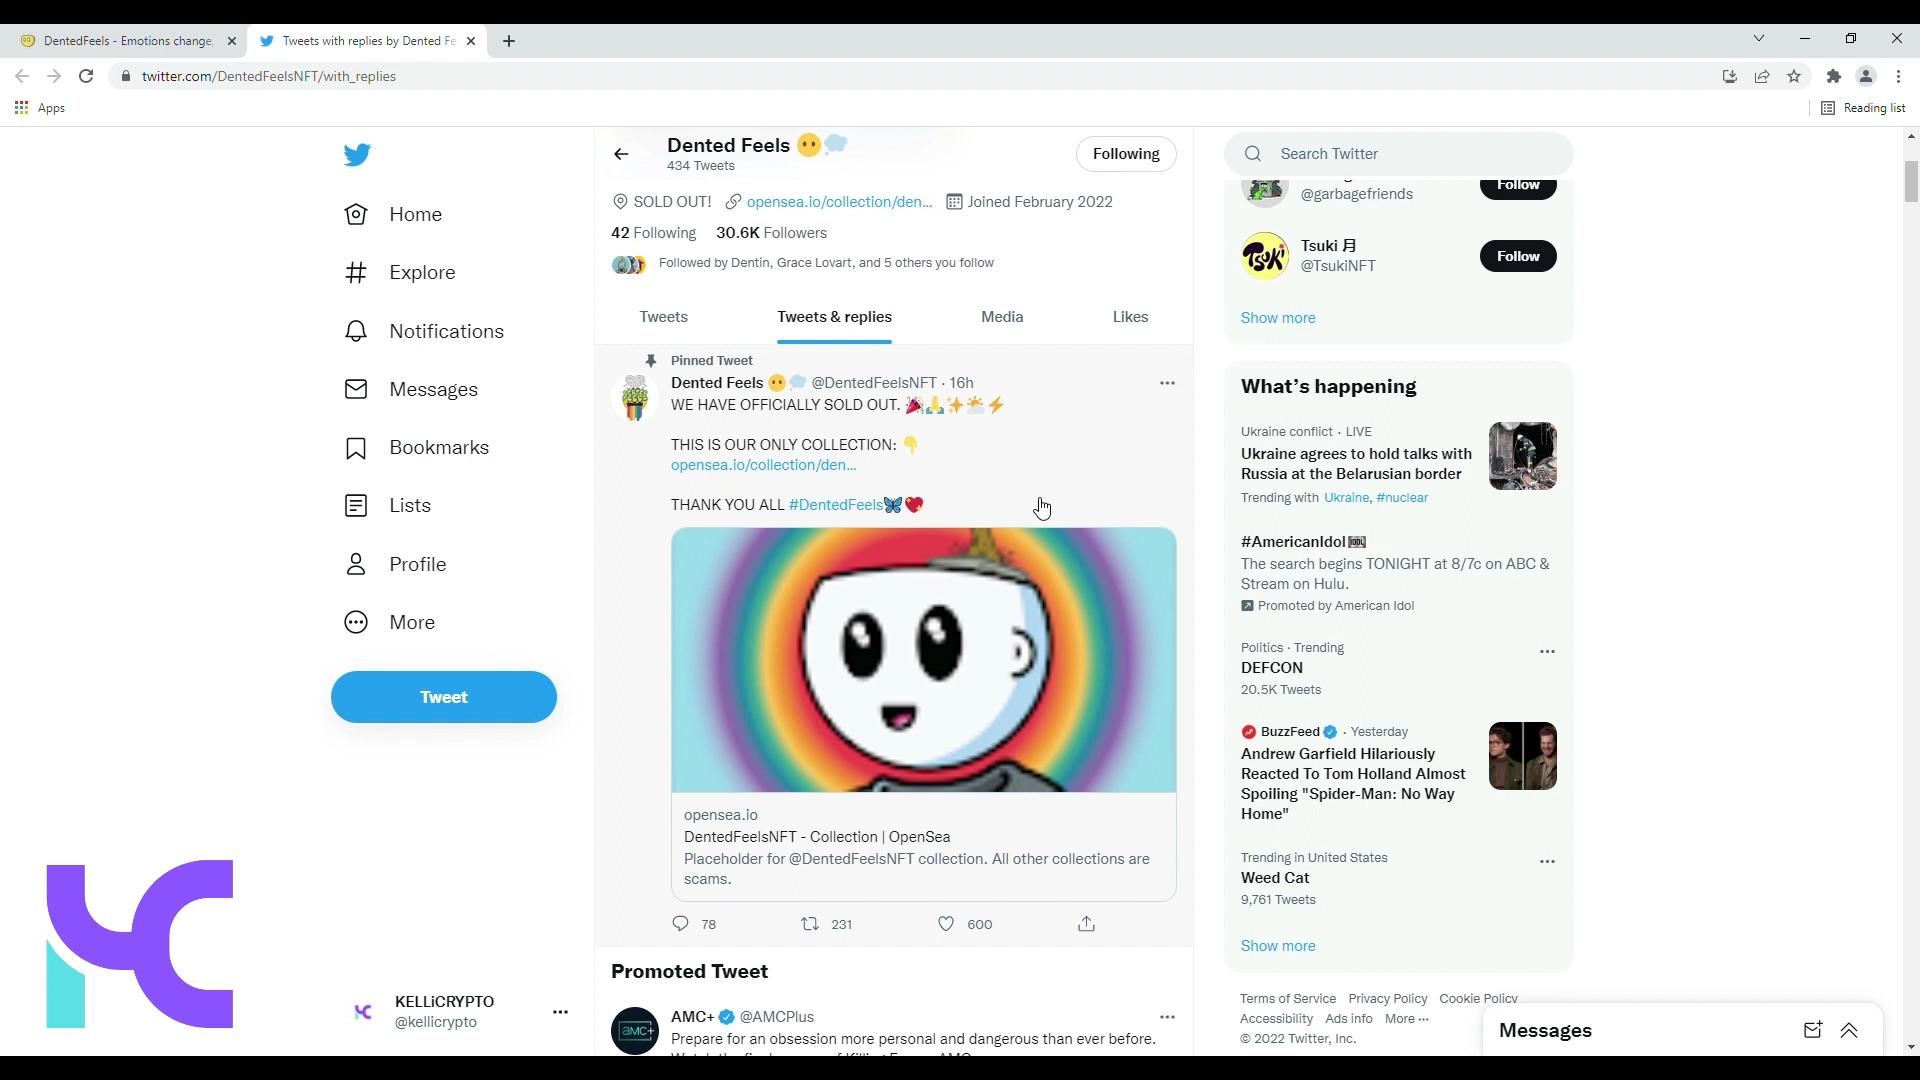 DentedFeels - Emotions change,
Tweets with replies by Dented Fe
twitter.com/DentedFeelsNFT/with_replies
Apps
Reading list
Home
Explore
Notifications
Messages
Bookmarks
Lists
Profile
More
Tweet
KELLiCRYPTO
@kellicrypto
Dented Feels 😶🌫️
434 Tweets
Following
SOLD OUT! opensea.io/collection/den... Joined February 2022
42 Following 30.6K Followers
Followed by Dentin, Grace Lovart, and 5 others you follow
Tweets Tweets & replies Media Likes
Pinned Tweet
Dented Feels 😶🌫️ @DentedFeelsNFT · 16h
WE HAVE OFFICIALLY SOLD OUT. 🎉🙏✨🌥️⚡
THIS IS OUR ONLY COLLECTION: 👇
opensea.io/collection/den...
THANK YOU ALL #DentedFeels🦋💖
opensea.io
DentedFeelsNFT - Collection | OpenSea
Placeholder for @DentedFeelsNFT collection. All other collections are
scams.
78 231 600
Promoted Tweet
amc+
AMC+ @AMCPlus
Prepare for an obsession more personal and dangerous than ever before.
Search Twitter
@garbagefriends
Follow
TSUKi
Tsuki 月
@TsukiNFT
Follow
Show more
What's happening
Ukraine conflict · LIVE
Ukraine agrees to hold talks with
Russia at the Belarusian border
Trending with Ukraine, #nuclear
#AmericanIdol
The search begins TONIGHT at 8/7c on ABC &
Stream on Hulu.
Promoted by American Idol
Politics · Trending
DEFCON
20.5K Tweets
BuzzFeed · Yesterday
Andrew Garfield Hilariously
Reacted To Tom Holland Almost
Spoiling "Spider-Man: No Way
Home"
Trending in United States
Weed Cat
9,761 Tweets
Show more
Terms of Service Privacy Policy Cookie Policy
Accessibility Ads info More ···
© 2022 Twitter, Inc.
Messages